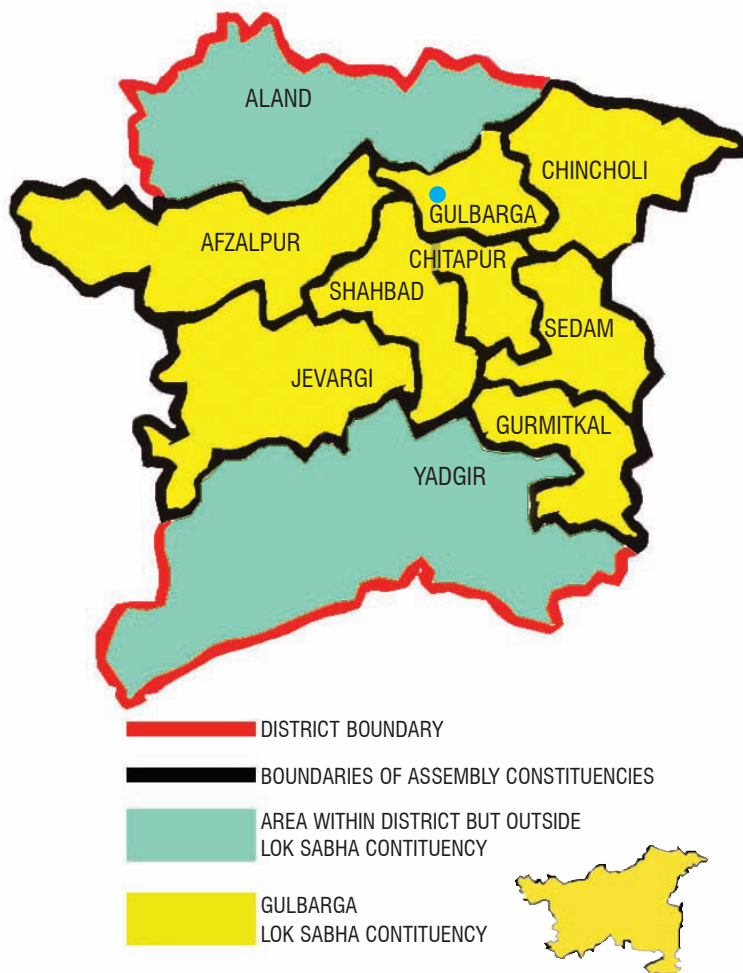 ALAND
CHINCHOLI
GULBARGA
AFZALPUR
CHITAPUR
SHAHBAD
SEDAM
JEVARGI
GURMITKAL
YADGIR
DISTRICT BOUNDARY
BOUNDARIES OF ASSEMBLY CONSTITUENCIES
AREA WITHIN DISTRICT BUT OUTSIDE
LOK SABHA CONTITUENCY
GULBARGA
LOK SABHA CONTITUENCY